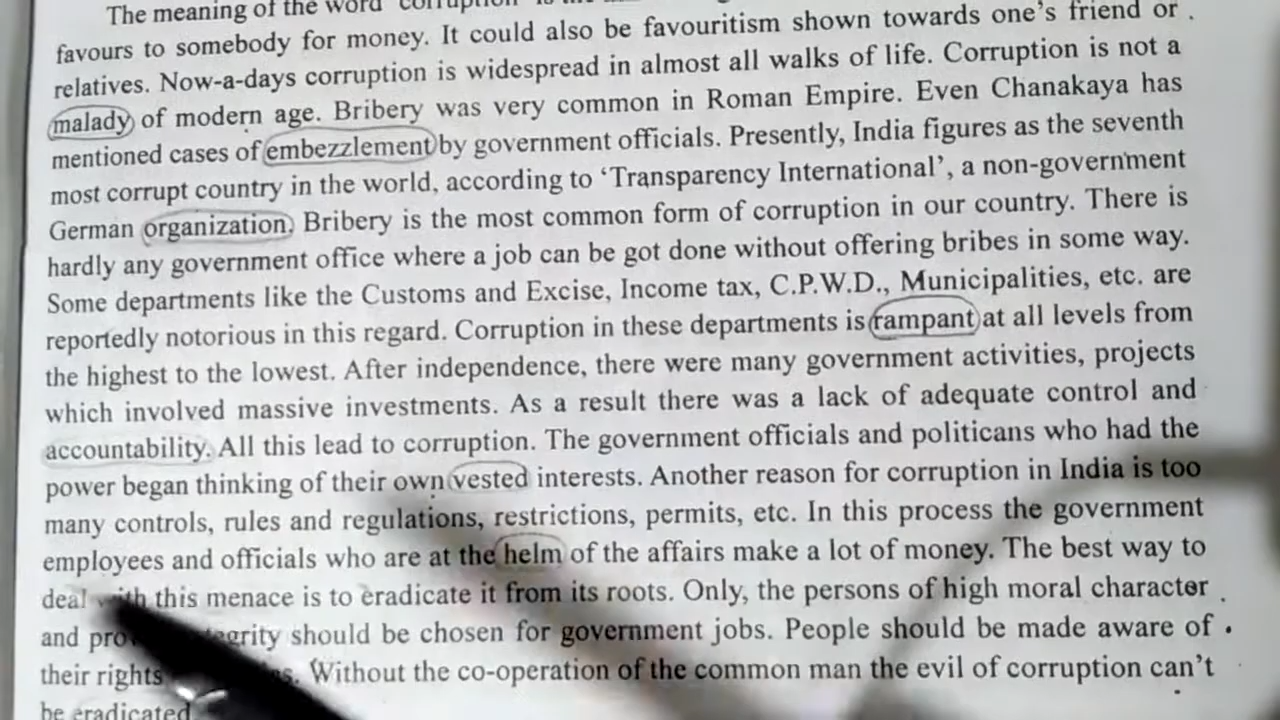 The meaning of the word 'corruption' is
favours to somebody for money. It could also be favouritism shown towards one's friend or
relatives. Now-a-days corruption is widespread in almost all walks of life. Corruption is not a
malady of modern age. Bribery was very common in Roman Empire. Even Chanakaya has
mentioned cases of embezzlement by government officials. Presently, India figures as the seventh
most corrupt country in the world, according to 'Transparency International', a non-government
German organization. Bribery is the most common form of corruption in our country. There is
hardly any government office where a job can be got done without offering bribes in some way.
Some departments like the Customs and Excise, Income tax, C.P.W.D., Municipalities, etc. are
reportedly notorious in this regard. Corruption in these departments is rampant at all levels from
the highest to the lowest. After independence, there were many government activities, projects
which involved massive investments. As a result there was a lack of adequate control and
accountability. All this lead to corruption. The government officials and politicans who had the
power began thinking of their own vested interests. Another reason for corruption in India is too
many controls, rules and regulations, restrictions, permits, etc. In this process the government
employees and officials who are at the helm of the affairs make a lot of money. The best way to
deal with this menace is to eradicate it from its roots. Only, the persons of high moral character
and integrity should be chosen for government jobs. People should be made aware of
their rights Without the co-operation of the common man the evil of corruption can't
be eradicated